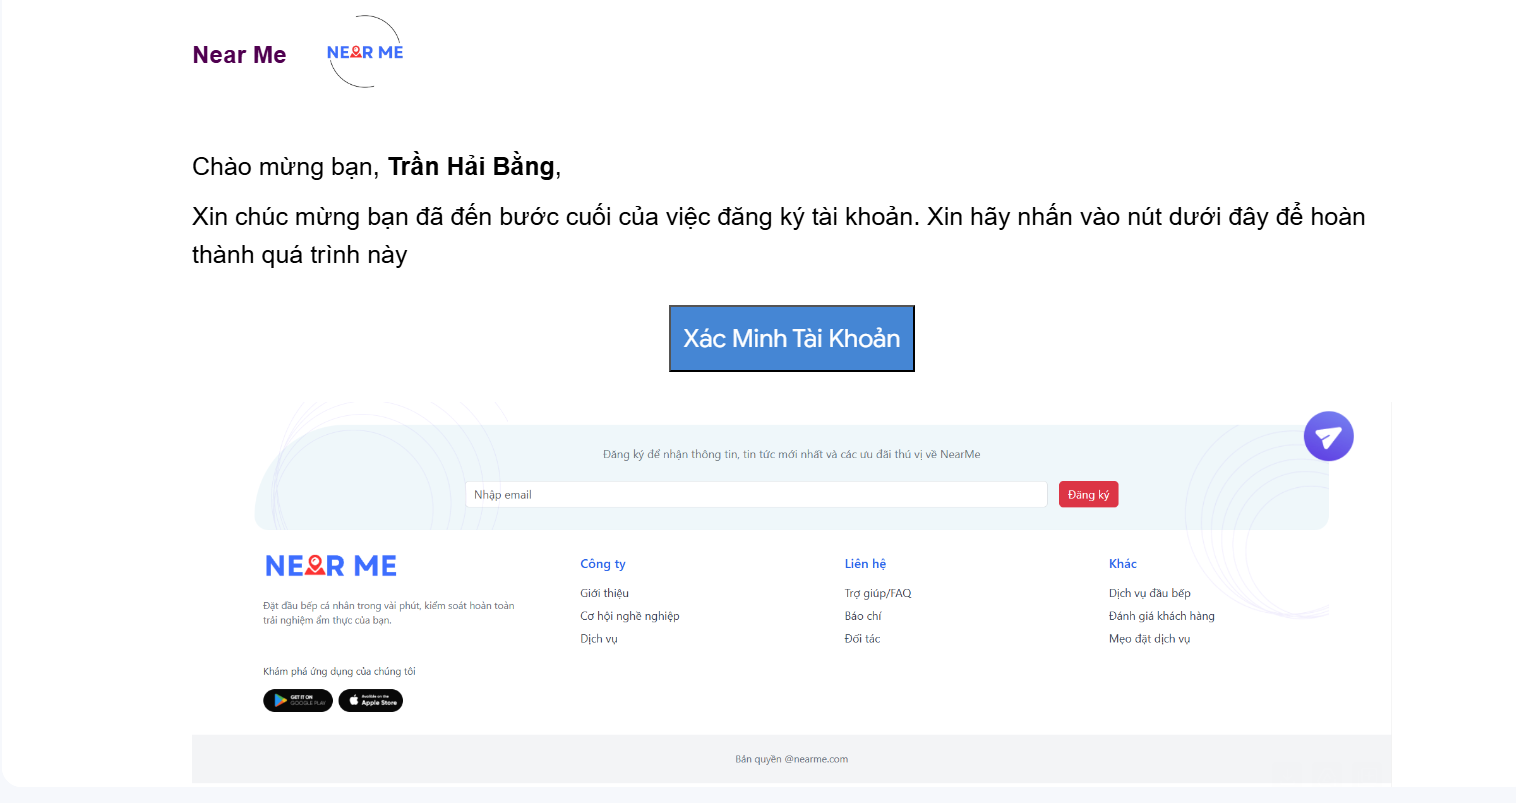 Near Me
NEAR ME
Chào mừng bạn, Trần Hải Bằng,
Xin chúc mừng bạn đã đến bước cuối của việc đăng ký tài khoản. Xin hãy nhấn vào nút dưới đây để hoàn
thành quá trình này
Xác Minh Tài Khoản
Đăng ký để nhận thông tin, tin tức mới nhất và các ưu đãi thú vị về NearMe
Nhập email
Đăng ký
NEAR ME
Đặt đầu bếp cá nhân trong vài phút, kiểm soát hoàn toàn
trải nghiệm ẩm thực của bạn.
Khám phá ứng dụng của chúng tôi
GET IT ON
GOOGLE PLAY
Available on the
Apple Store
Công ty
Giới thiệu
Cơ hội nghề nghiệp
Dịch vụ
Liên hệ
Trợ giúp/FAQ
Báo chí
Đối tác
Khác
Dịch vụ đầu bếp
Đánh giá khách hàng
Mẹo đặt dịch vụ
Bản quyền @nearme.com